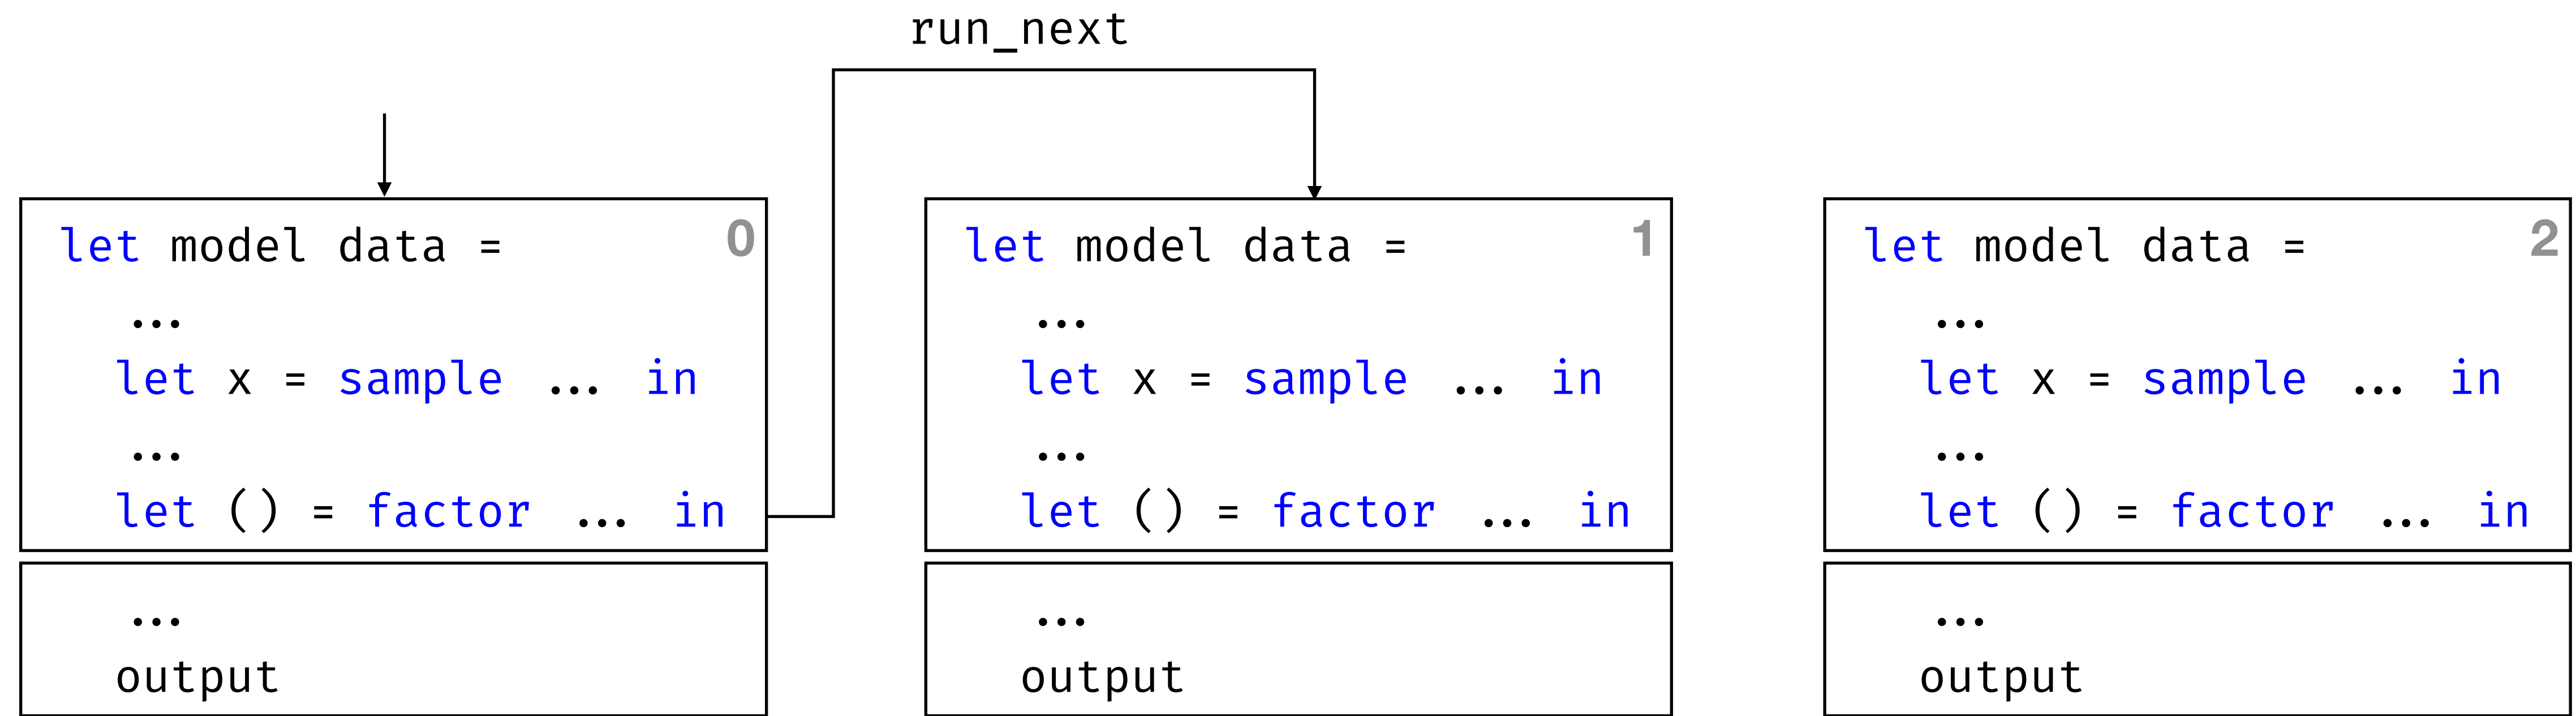 run_next
let model data = 0
...
let x = sample ... in
...
let () = factor ... in
...
output
let model data = 1
...
let x = sample ... in
...
let () = factor ... in
...
output
let model data = 2
...
let x = sample ... in
...
let () = factor ... in
...
output